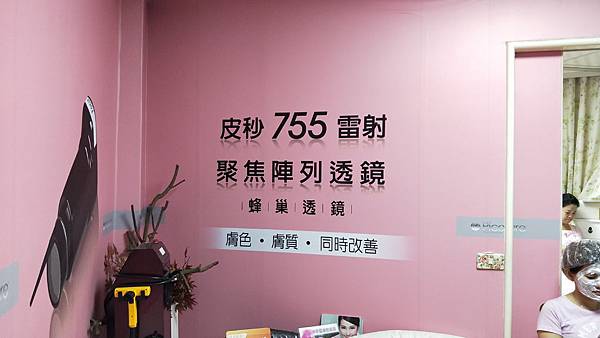 皮秒 755 雷射
聚焦陣列透鏡
|蜂|巢|透|鏡|
膚色・膚質・同時改善